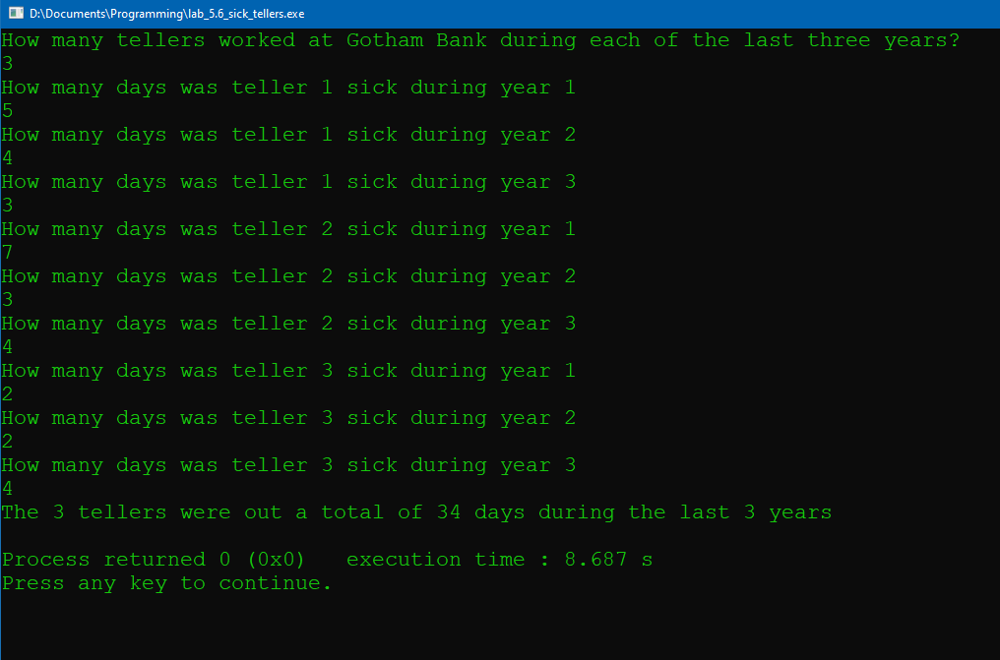 D:\Documents\Programming\lab_5.6_sick_tellers.exe
How many tellers worked at Gotham Bank during each of the last three years?
3
How many days was teller 1 sick during year 1
5
How many days was teller 1 sick during year 2
4
How many days was teller 1 sick during year 3
3
How many days was teller 2 sick during year 1
7
How many days was teller 2 sick during year 2
3
How many days was teller 2 sick during year 3
4
How many days was teller 3 sick during year 1
2
How many days was teller 3 sick during year 2
2
How many days was teller 3 sick during year 3
4
The 3 tellers were out a total of 34 days during the last 3 years
Process returned 0 (0x0)   execution time : 8.687 s
Press any key to continue.